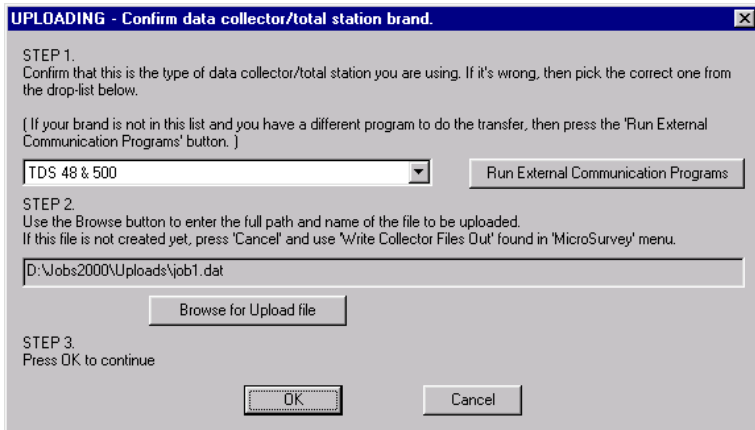 UPLOADING - Confirm data collector/total station brand.
STEP 1.
Confirm that this is the type of data collector/total station you are using. If it's wrong, then pick the correct one from
the drop-list below.
( If your brand is not in this list and you have a different program to do the transfer, then press the 'Run External
Communication Programs' button. )
TDS 48 & 500
Run External Communication Programs
STEP 2.
Use the Browse button to enter the full path and name of the file to be uploaded.
If this file is not created yet, press 'Cancel' and use 'Write Collector Files Out' found in 'MicroSurvey' menu.
D:\Jobs2000\Uploads\job1.dat
Browse for Upload file
STEP 3.
Press OK to continue
OK
Cancel